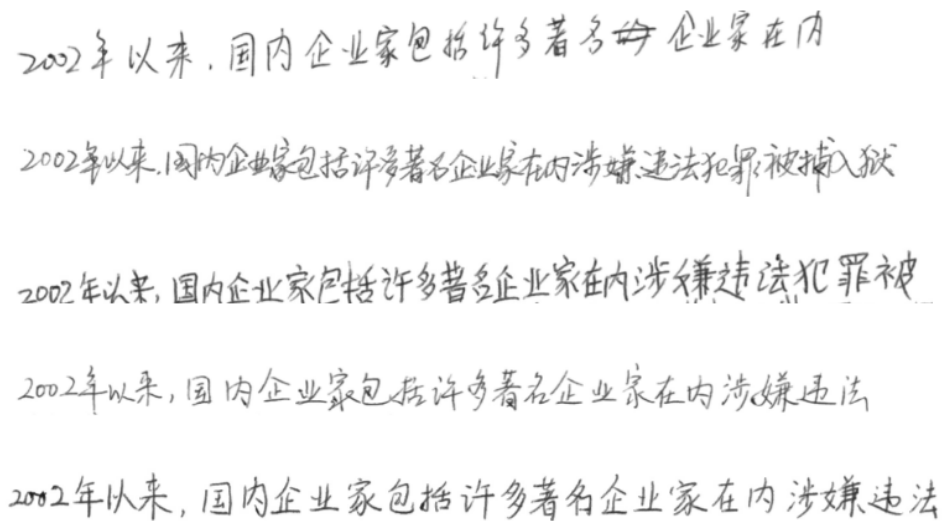 2002年以来,国内企业家包括许多著名企业家在内
2002年以来.国内企业家包括许多著名企业家在内涉嫌违法犯罪被捕入狱
2002年以来,国内企业家包括许多著名企业家在内涉嫌违法犯罪被
2002年以来,国内企业家包括许多著名企业家在内涉嫌违法
2002年以来,国内企业家包括许多著名企业家在内涉嫌违法